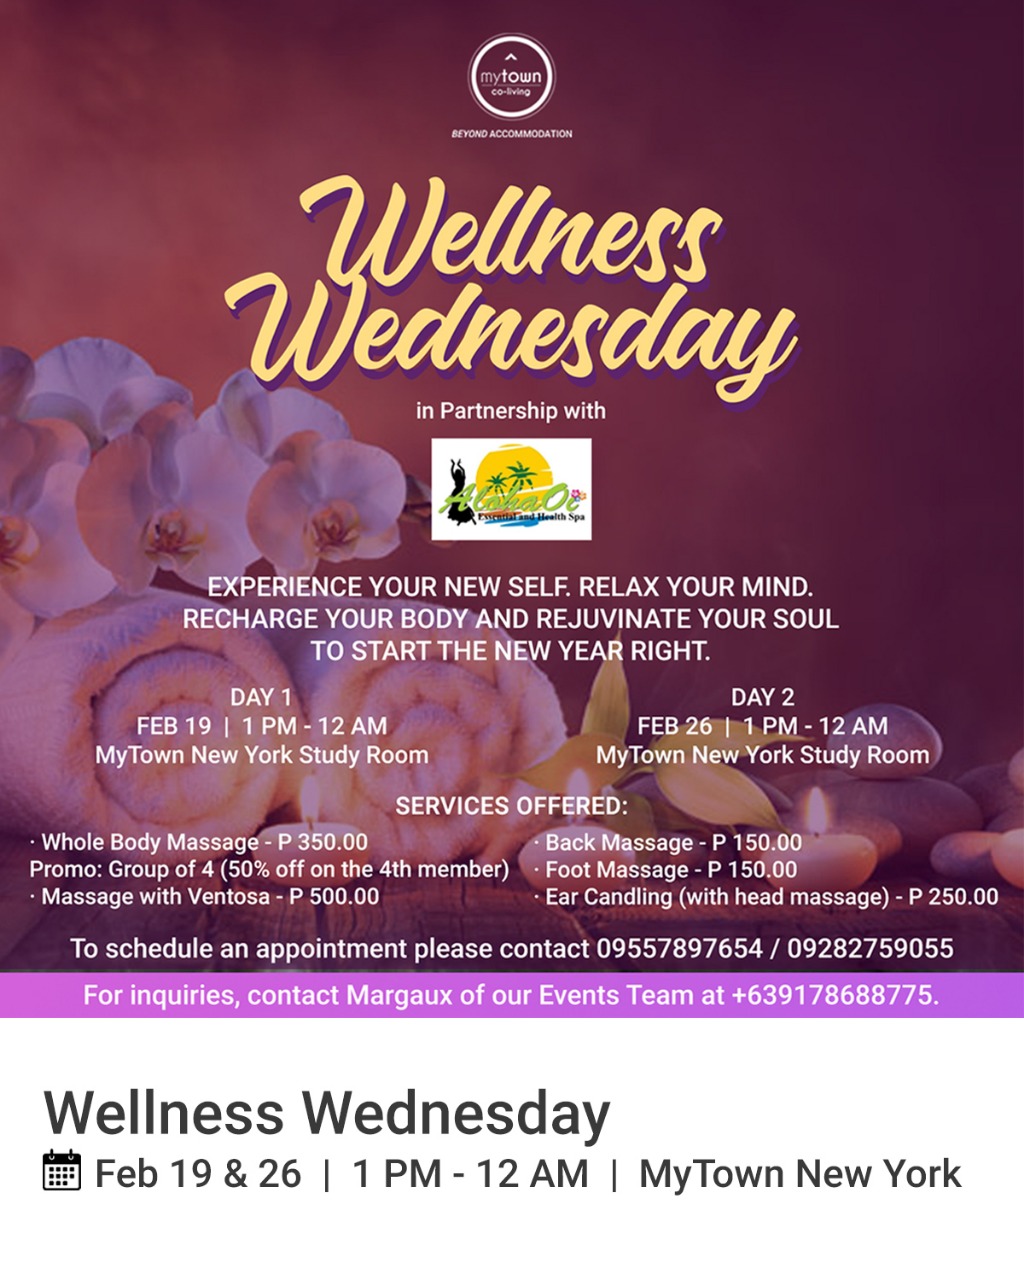 mytown
co-living
BEYOND ACCOMMODATION
Wellness
Wednesday
in Partnership with
AlohaOi
Essential and Health Spa
EXPERIENCE YOUR NEW SELF. RELAX YOUR MIND.
RECHARGE YOUR BODY AND REJUVINATE YOUR SOUL
TO START THE NEW YEAR RIGHT.
DAY 1
FEB 19 | 1 PM - 12 AM
MyTown New York Study Room
DAY 2
FEB 26 | 1 PM - 12 AM
MyTown New York Study Room
SERVICES OFFERED:
· Whole Body Massage - P 350.00
Promo: Group of 4 (50% off on the 4th member)
· Massage with Ventosa - P 500.00
· Back Massage - P 150.00
· Foot Massage - P 150.00
· Ear Candling (with head massage) - P 250.00
To schedule an appointment please contact 09557897654 / 09282759055
For inquiries, contact Margaux of our Events Team at +639178688775.
Wellness Wednesday
Feb 19 & 26 | 1 PM - 12 AM | MyTown New York